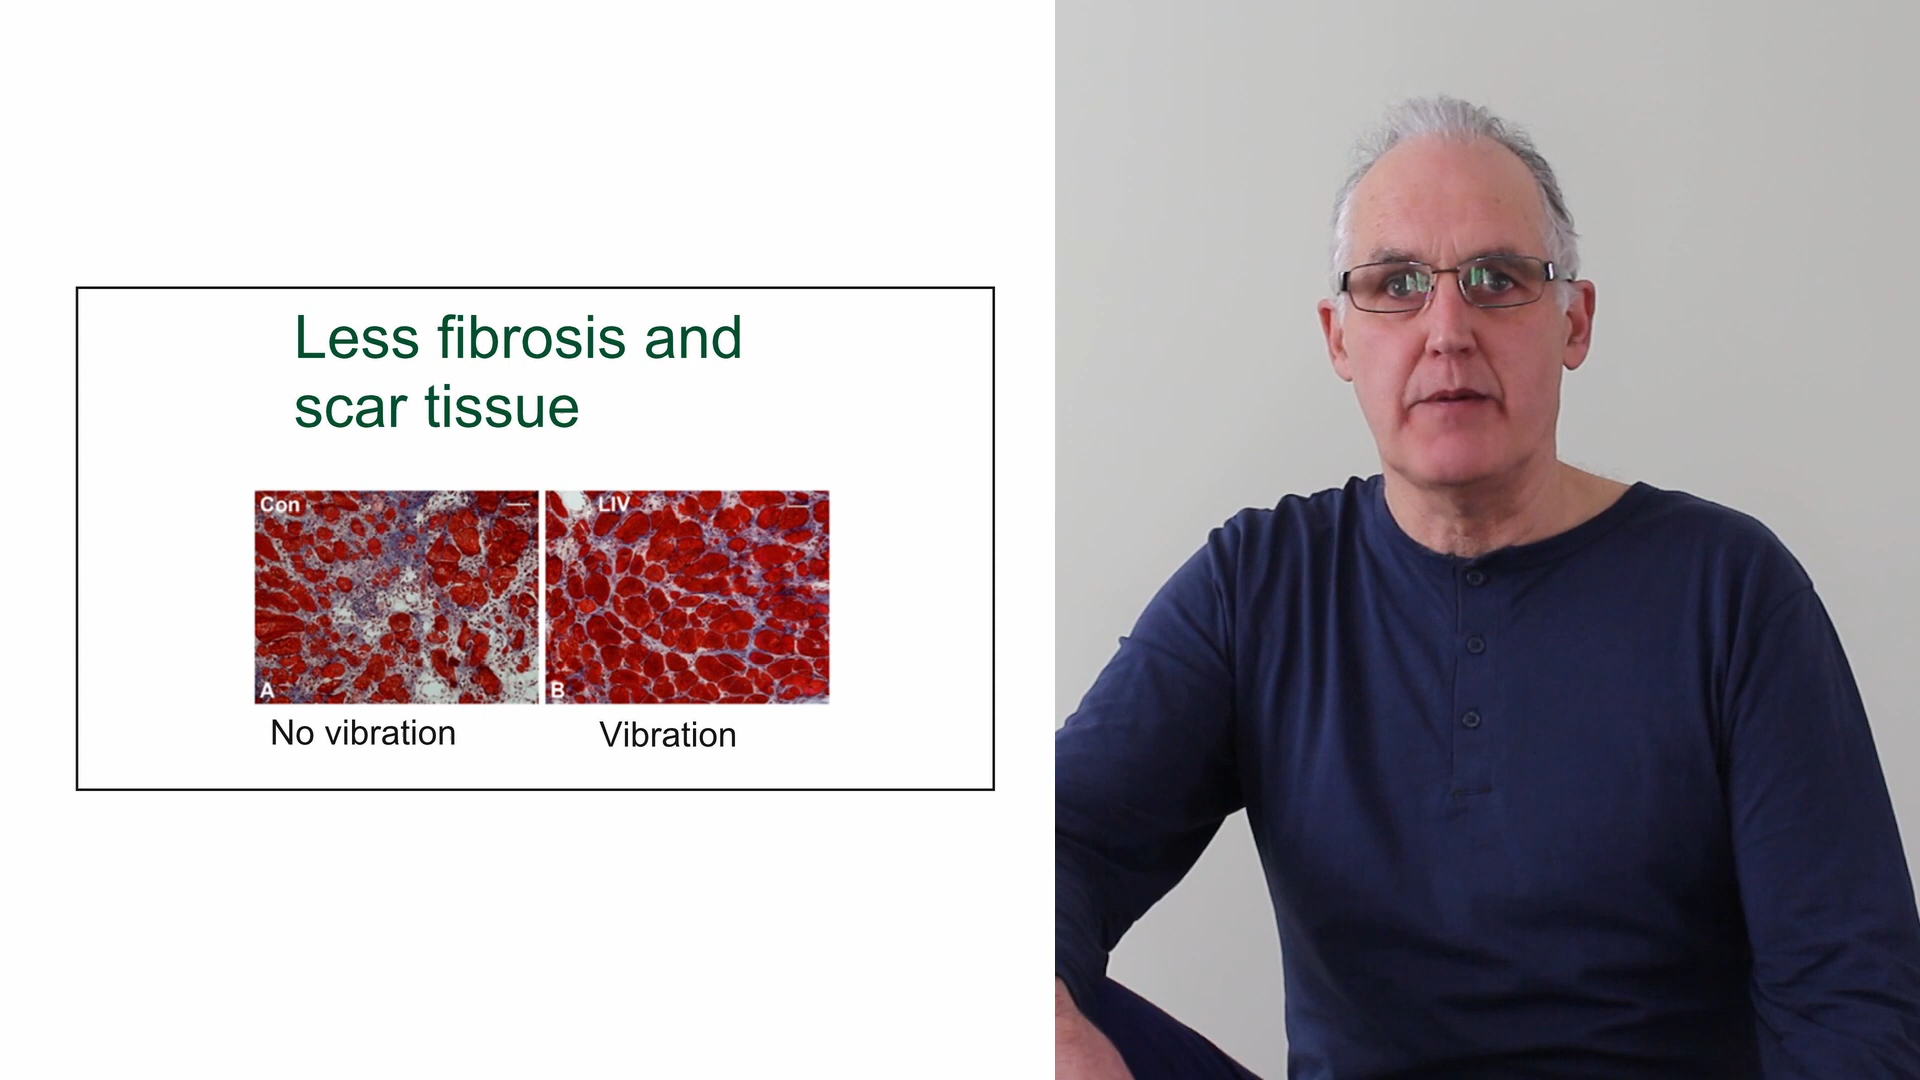 Less fibrosis and
scar tissue
Con
LIV
A
B
No vibration
Vibration